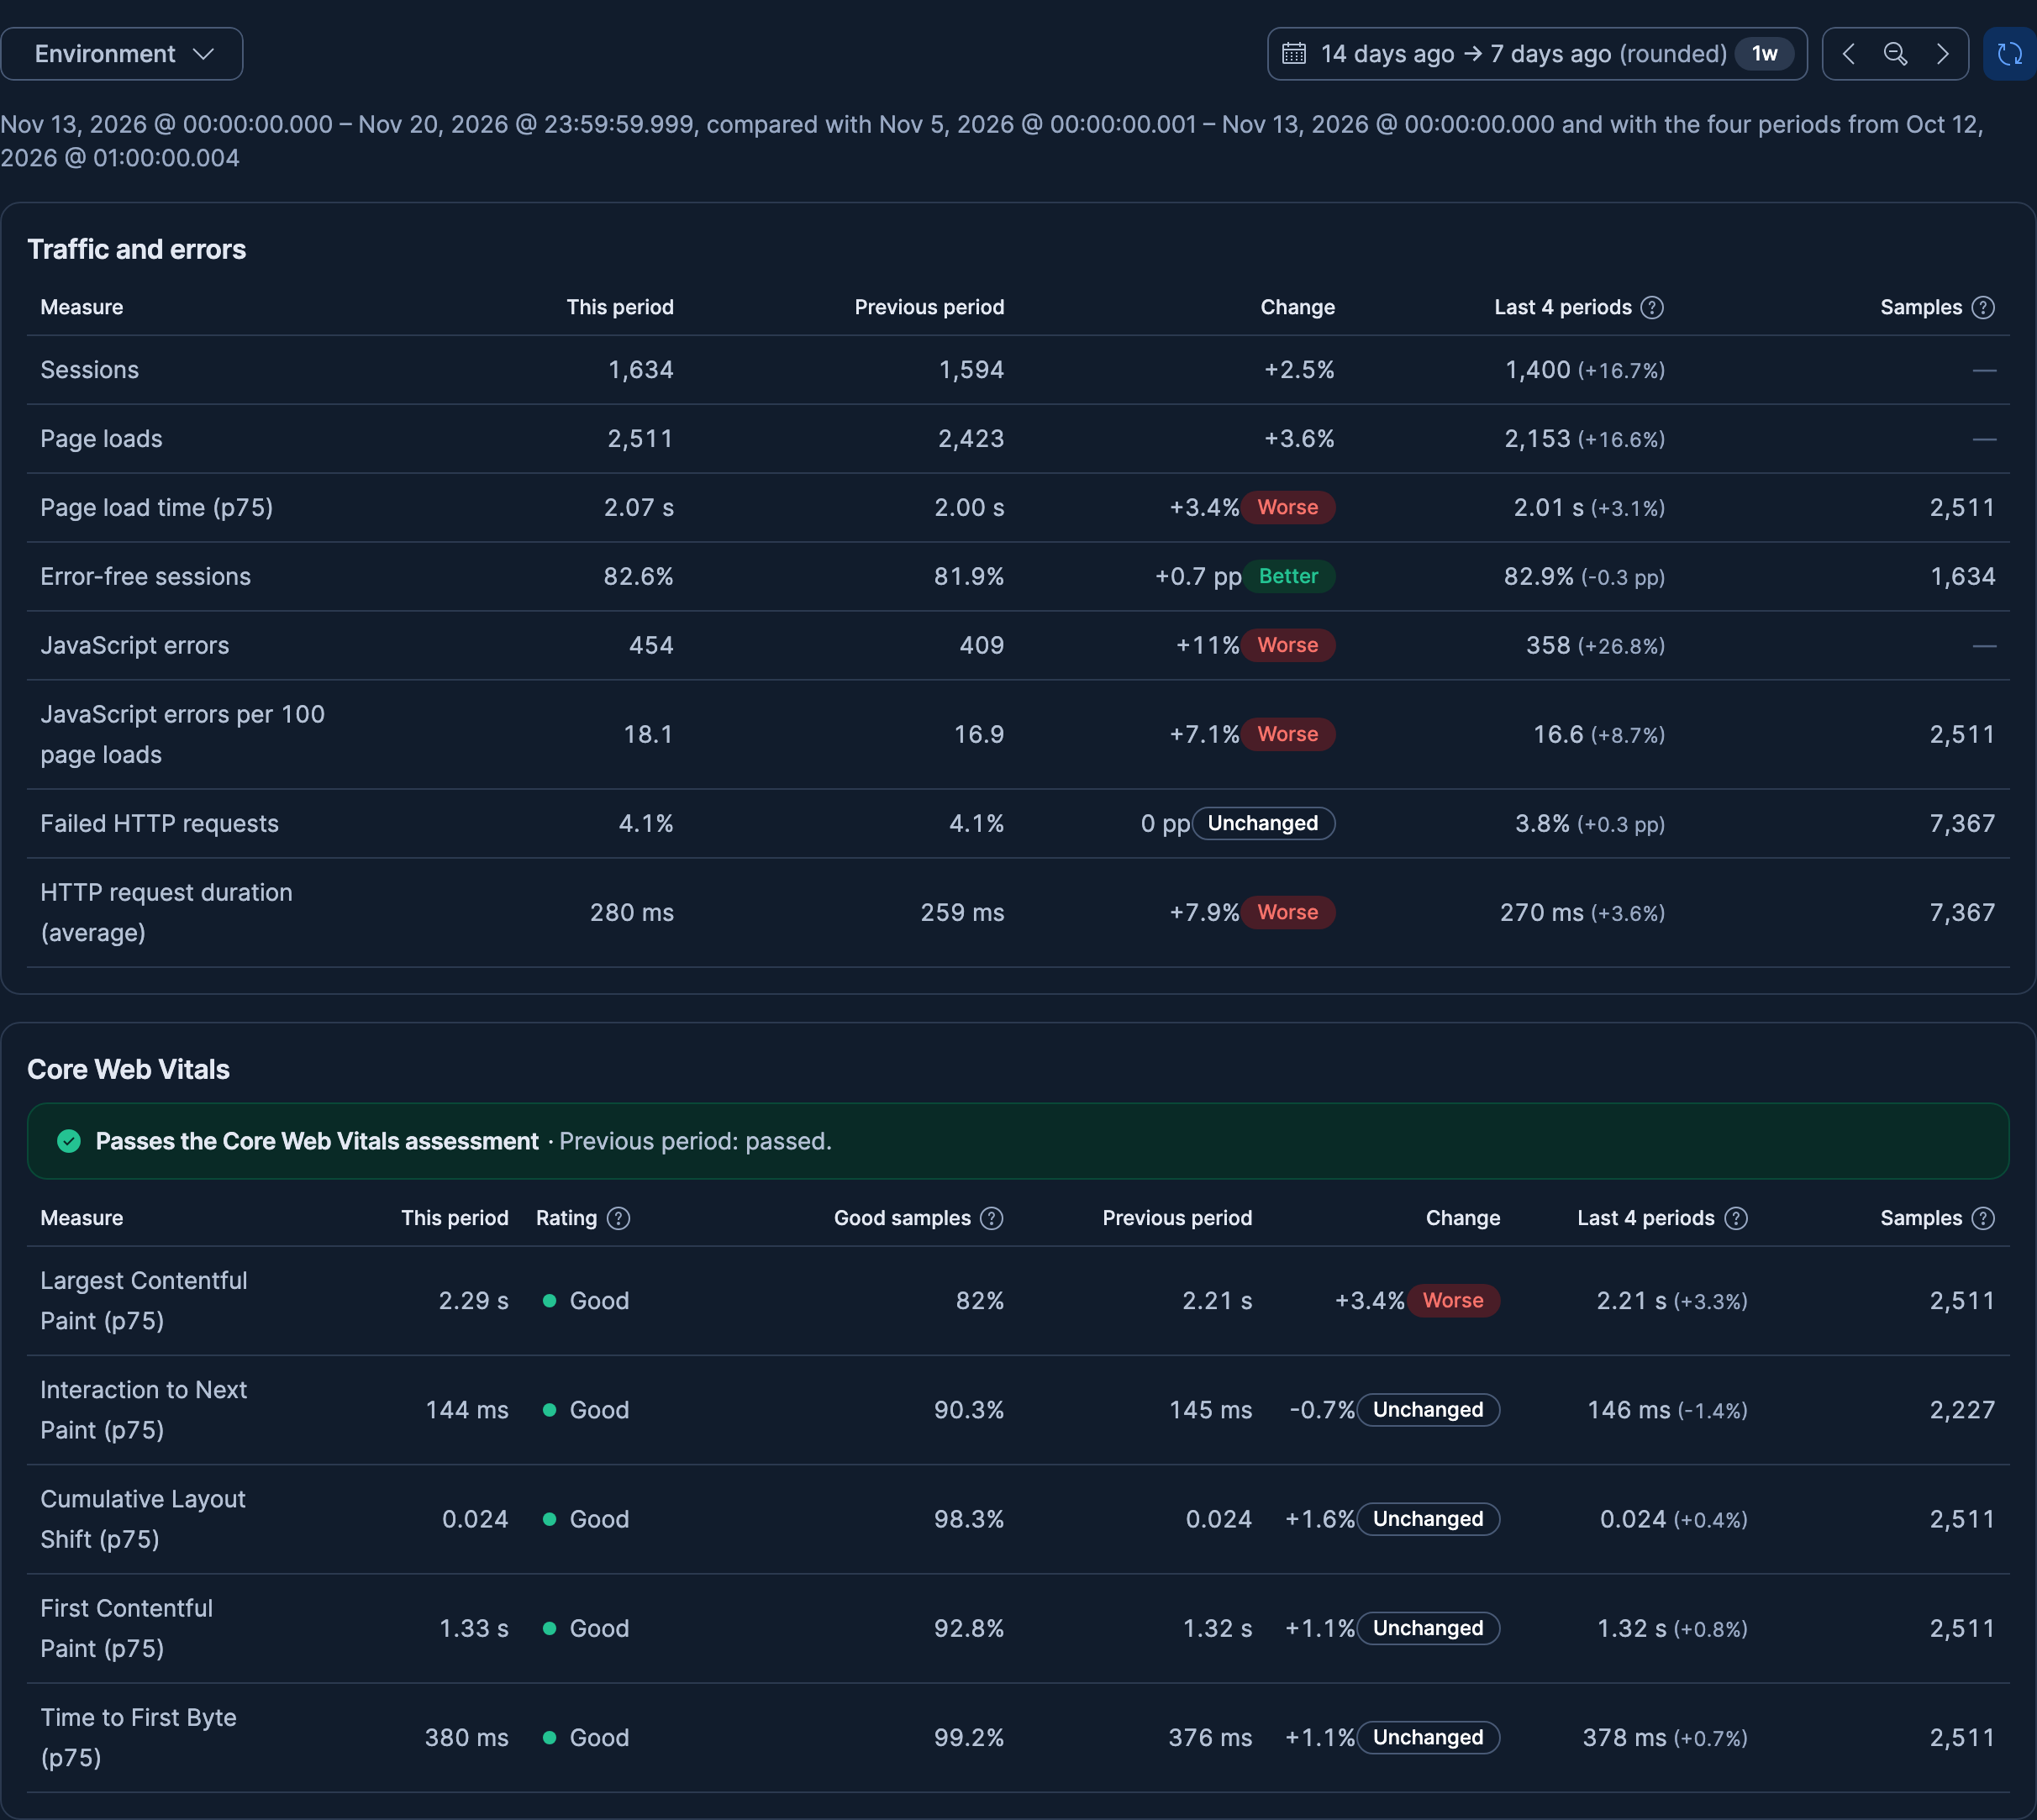 Environment
14 days ago → 7 days ago (rounded) 1w
Nov 13, 2026 @ 00:00:00.000 – Nov 20, 2026 @ 23:59:59.999, compared with Nov 5, 2026 @ 00:00:00.001 – Nov 13, 2026 @ 00:00:00.000 and with the four periods from Oct 12,
2026 @ 01:00:00.004
Traffic and errors
Measure This period Previous period Change Last 4 periods Samples
Sessions 1,634 1,594 +2.5% 1,400 (+16.7%) —
Page loads 2,511 2,423 +3.6% 2,153 (+16.6%) —
Page load time (p75) 2.07 s 2.00 s +3.4% Worse 2.01 s (+3.1%) 2,511
Error-free sessions 82.6% 81.9% +0.7 pp Better 82.9% (-0.3 pp) 1,634
JavaScript errors 454 409 +11% Worse 358 (+26.8%) —
JavaScript errors per 100
page loads 18.1 16.9 +7.1% Worse 16.6 (+8.7%) 2,511
Failed HTTP requests 4.1% 4.1% 0 pp Unchanged 3.8% (+0.3 pp) 7,367
HTTP request duration
(average) 280 ms 259 ms +7.9% Worse 270 ms (+3.6%) 7,367
Core Web Vitals
Passes the Core Web Vitals assessment · Previous period: passed.
Measure This period Rating Good samples Previous period Change Last 4 periods Samples
Largest Contentful
Paint (p75) 2.29 s Good 82% 2.21 s +3.4% Worse 2.21 s (+3.3%) 2,511
Interaction to Next
Paint (p75) 144 ms Good 90.3% 145 ms -0.7% Unchanged 146 ms (-1.4%) 2,227
Cumulative Layout
Shift (p75) 0.024 Good 98.3% 0.024 +1.6% Unchanged 0.024 (+0.4%) 2,511
First Contentful
Paint (p75) 1.33 s Good 92.8% 1.32 s +1.1% Unchanged 1.32 s (+0.8%) 2,511
Time to First Byte
(p75) 380 ms Good 99.2% 376 ms +1.1% Unchanged 378 ms (+0.7%) 2,511